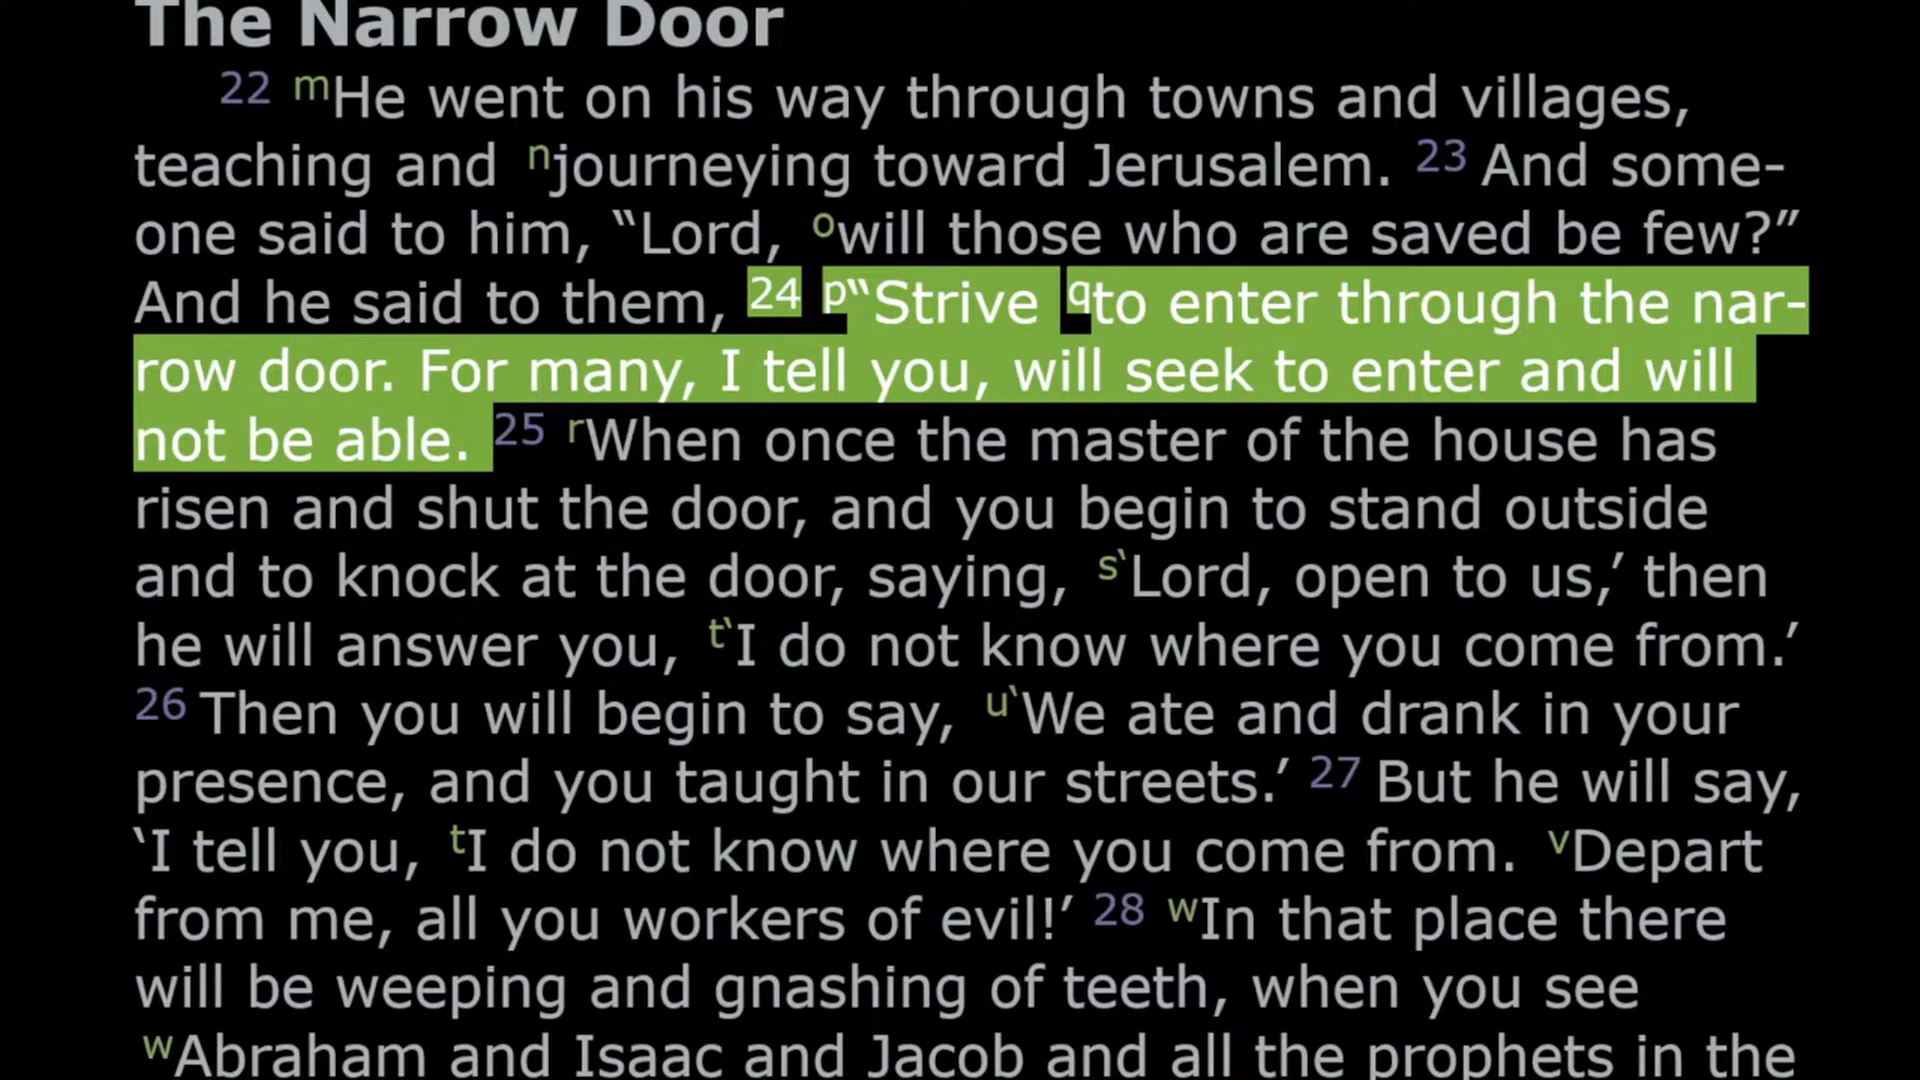 The Narrow Door
22 mHe went on his way through towns and villages,
teaching and njourneying toward Jerusalem. 23 And some-
one said to him, “Lord, owill those who are saved be few?”
And he said to them, 24 p“Strive qto enter through the nar-
row door. For many, I tell you, will seek to enter and will
not be able. 25 rWhen once the master of the house has
risen and shut the door, and you begin to stand outside
and to knock at the door, saying, s‘Lord, open to us,’ then
he will answer you, t‘I do not know where you come from.’
26 Then you will begin to say, u‘We ate and drank in your
presence, and you taught in our streets.’ 27 But he will say,
‘I tell you, tI do not know where you come from. vDepart
from me, all you workers of evil!’ 28 wIn that place there
will be weeping and gnashing of teeth, when you see
wAbraham and Isaac and Jacob and all the prophets in the